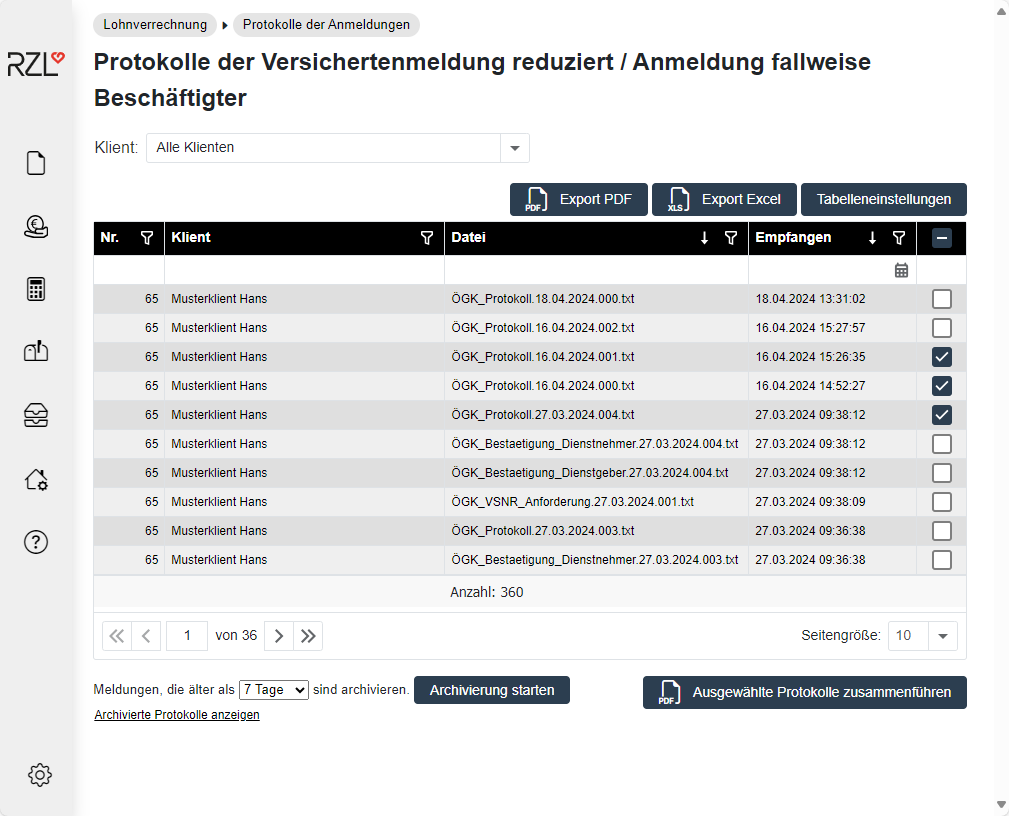 Lohnverrechnung Protokolle der Anmeldungen
RZL
Protokolle der Versichertenmeldung reduziert / Anmeldung fallweise
Beschäftigter
Klient: Alle Klienten
PDF Export PDF XLS Export Excel Tabelleneinstellungen
Nr. Klient Datei Empfangen
65 Musterklient Hans ÖGK_Protokoll.18.04.2024.000.txt 18.04.2024 13:31:02
65 Musterklient Hans ÖGK_Protokoll.16.04.2024.002.txt 16.04.2024 15:27:57
65 Musterklient Hans ÖGK_Protokoll.16.04.2024.001.txt 16.04.2024 15:26:35
65 Musterklient Hans ÖGK_Protokoll.16.04.2024.000.txt 16.04.2024 14:52:27
65 Musterklient Hans ÖGK_Protokoll.27.03.2024.004.txt 27.03.2024 09:38:12
65 Musterklient Hans ÖGK_Bestaetigung_Dienstnehmer.27.03.2024.004.txt 27.03.2024 09:38:12
65 Musterklient Hans ÖGK_Bestaetigung_Dienstgeber.27.03.2024.004.txt 27.03.2024 09:38:12
65 Musterklient Hans ÖGK_VSNR_Anforderung.27.03.2024.001.txt 27.03.2024 09:38:09
65 Musterklient Hans ÖGK_Protokoll.27.03.2024.003.txt 27.03.2024 09:36:38
65 Musterklient Hans ÖGK_Bestaetigung_Dienstnehmer.27.03.2024.003.txt 27.03.2024 09:36:38
Anzahl: 360
1 von 36 Seitengröße: 10
Meldungen, die älter als 7 Tage sind archivieren. Archivierung starten PDF Ausgewählte Protokolle zusammenführen
Archivierte Protokolle anzeigen